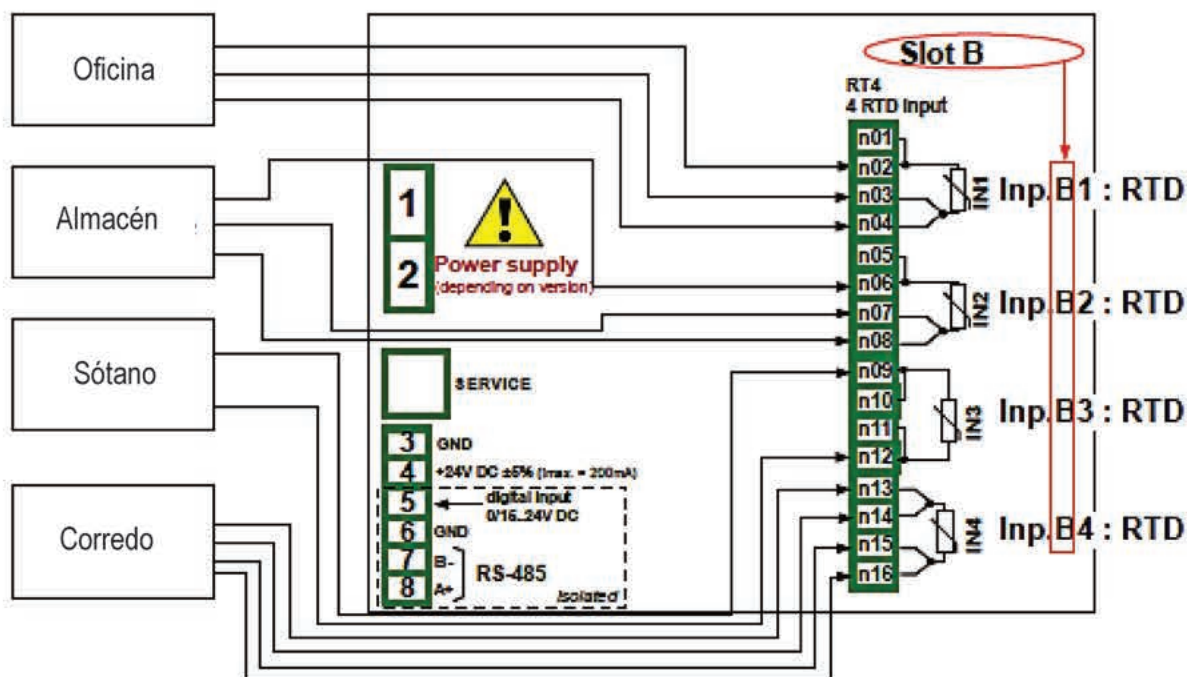 Oficina
Almacén
Sótano
Corredo
Slot B
RT4
4 RTD Input
n01
n02
n03
n04
n05
n06
n07
n08
n09
n10
n11
n12
n13
n14
n15
n16
IN1
IN2
IN3
IN4
Inp.B1 : RTD
Inp.B2 : RTD
Inp.B3 : RTD
Inp.B4 : RTD
1
2
Power supply
(depending on version)
SERVICE
3 GND
4 +24V DC ±5% (Imax. = 200mA)
5 digital input
0/15..24V DC
6 GND
7 B-
8 A+
RS-485
Isolated